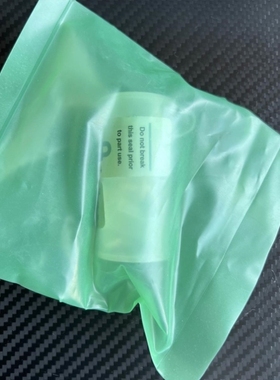 Do not break
this seal prior
to part use.